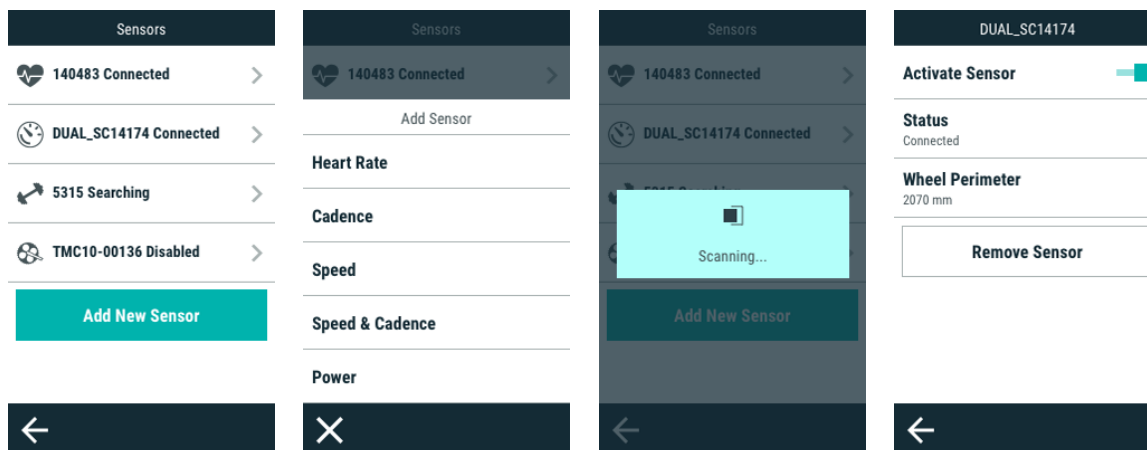 Sensors
140483 Connected
DUAL_SC14174 Connected
5315 Searching
TMC10-00136 Disabled
Add New Sensor
Sensors
140483 Connected
Add Sensor
Heart Rate
Cadence
Speed
Speed & Cadence
Power
Sensors
140483 Connected
DUAL_SC14174 Connected
Scanning...
Add New Sensor
DUAL_SC14174
Activate Sensor
Status
Connected
Wheel Perimeter
2070 mm
Remove Sensor